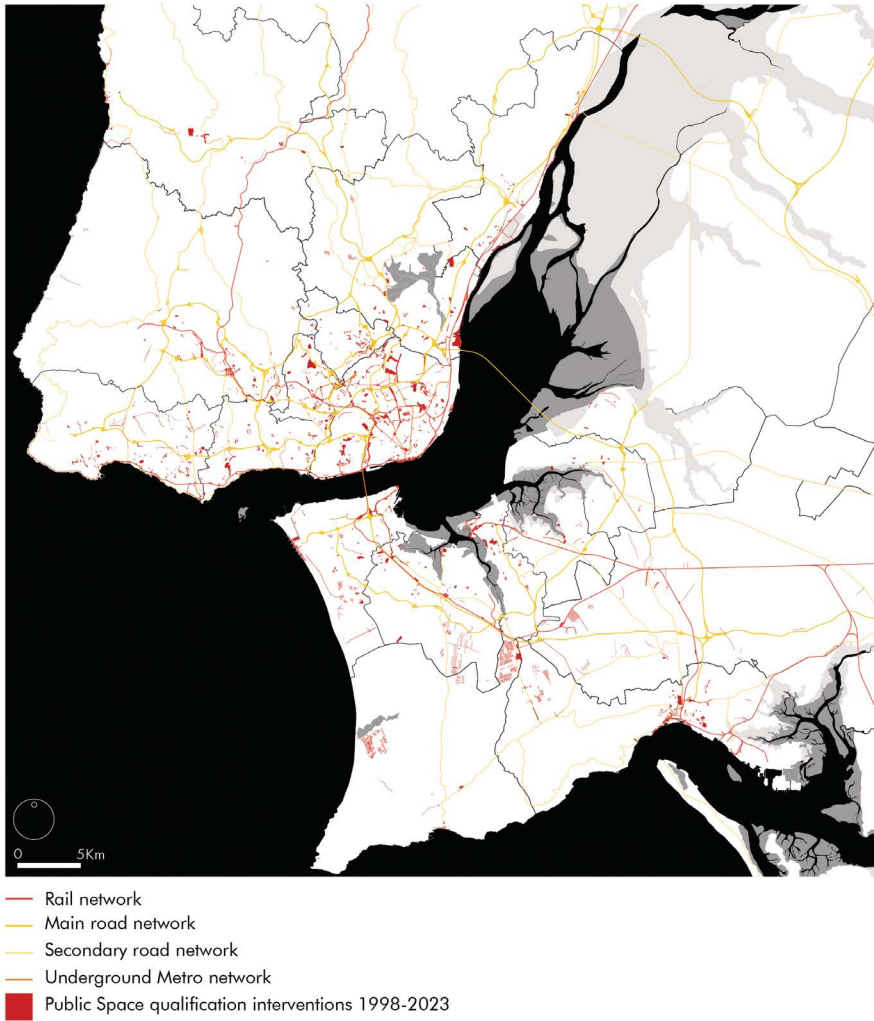 0 5Km
Rail network
Main road network
Secondary road network
Underground Metro network
Public Space qualification interventions 1998-2023